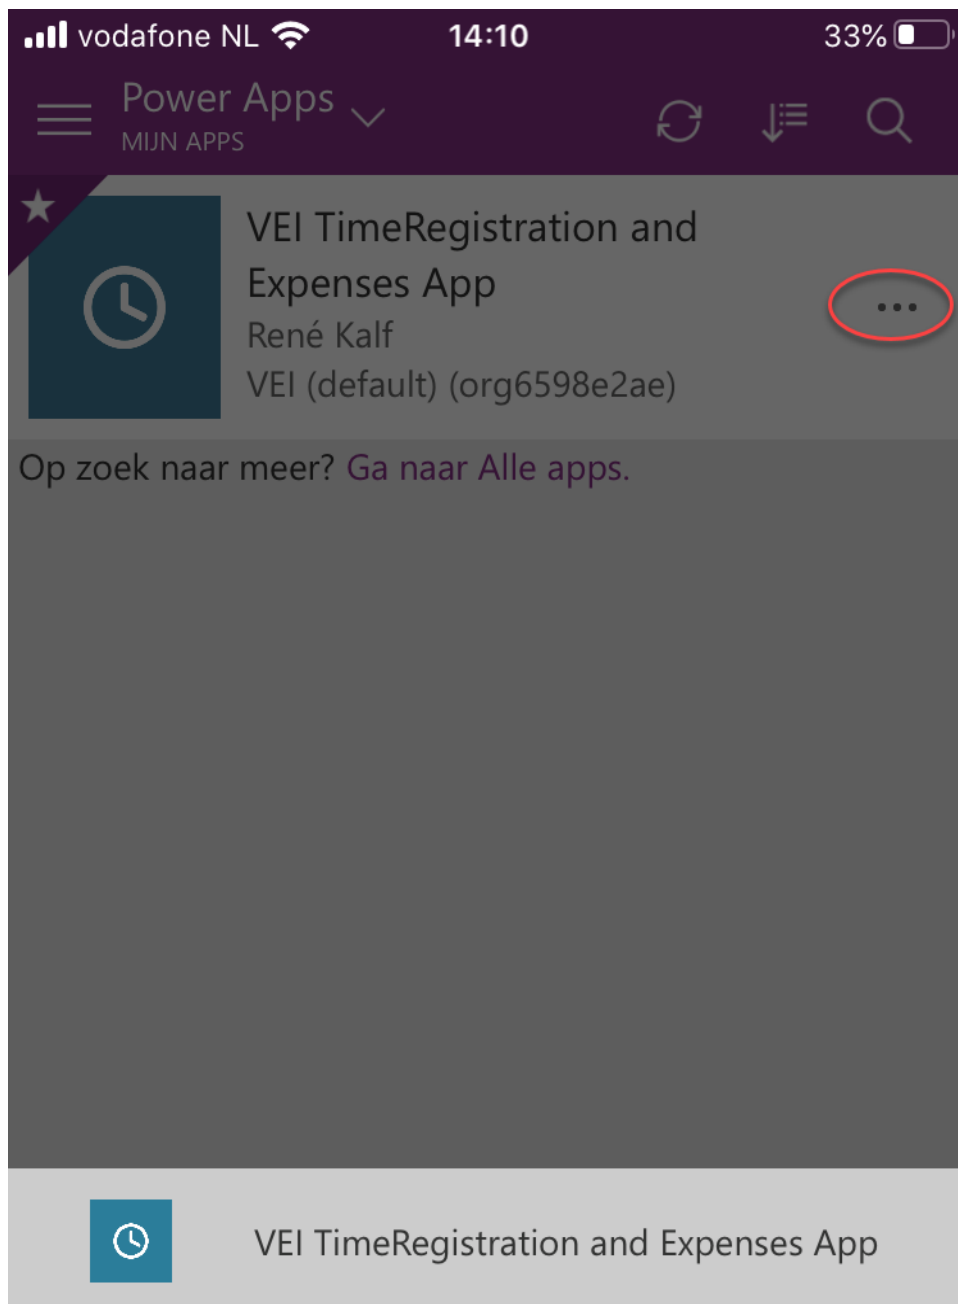 vodafone NL 14:10 33%
Power Apps
MIJN APPS
VEI TimeRegistration and
Expenses App
René Kalf
VEI (default) (org6598e2ae)
Op zoek naar meer? Ga naar Alle apps.
VEI TimeRegistration and Expenses App